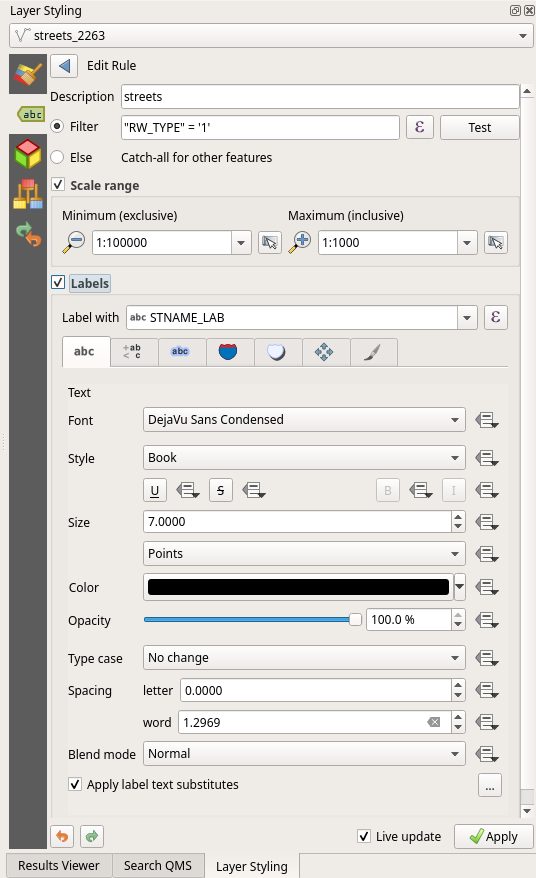 Layer Styling
streets_2263
Edit Rule
abc
Description streets
Filter "RW_TYPE" = '1' ε Test
Else Catch-all for other features
Scale range
Minimum (exclusive) Maximum (inclusive)
1:100000 1:1000
Labels
Label with abc STNAME_LAB ε
abc +ab < c abc
Text
Font DejaVu Sans Condensed
Style Book
U S B I
Size 7.0000
Points
Color
Opacity 100.0 %
Type case No change
Spacing letter 0.0000
word 1.2969
Blend mode Normal
Apply label text substitutes ...
Live update Apply
Results Viewer Search QMS Layer Styling